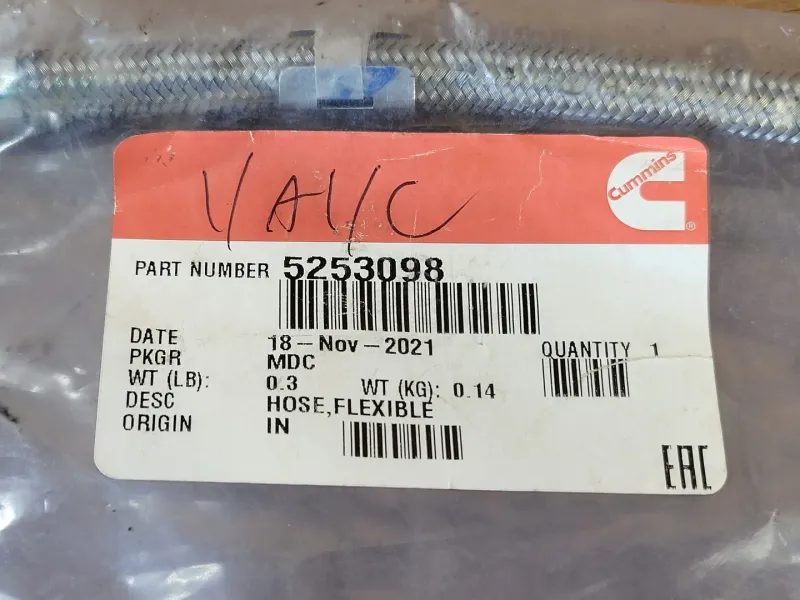 Cummins
®
VAVC
PART NUMBER 5253098
DATE 18-Nov-2021
QUANTITY 1
PKGR MDC
WT (LB): 0.3 WT (KG): 0.14
DESC HOSE,FLEXIBLE
ORIGIN IN
EAC